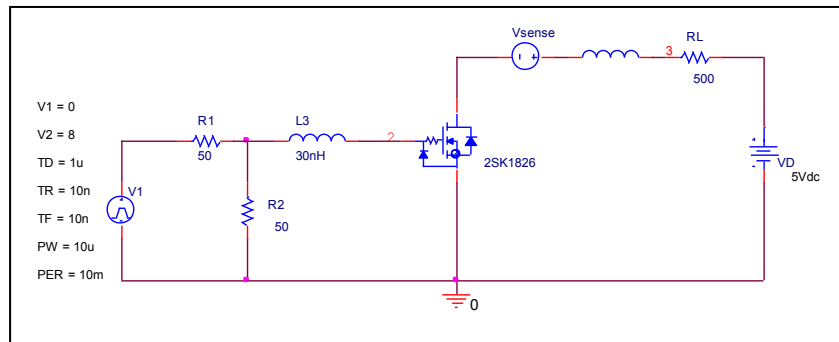 Vsense
3
RL
500
V1 = 0
V2 = 8
TD = 1u
TR = 10n
TF = 10n
PW = 10u
PER = 10m
R1
50
L3
30nH
2
2SK1826
V1
R2
50
VD
5Vdc
0